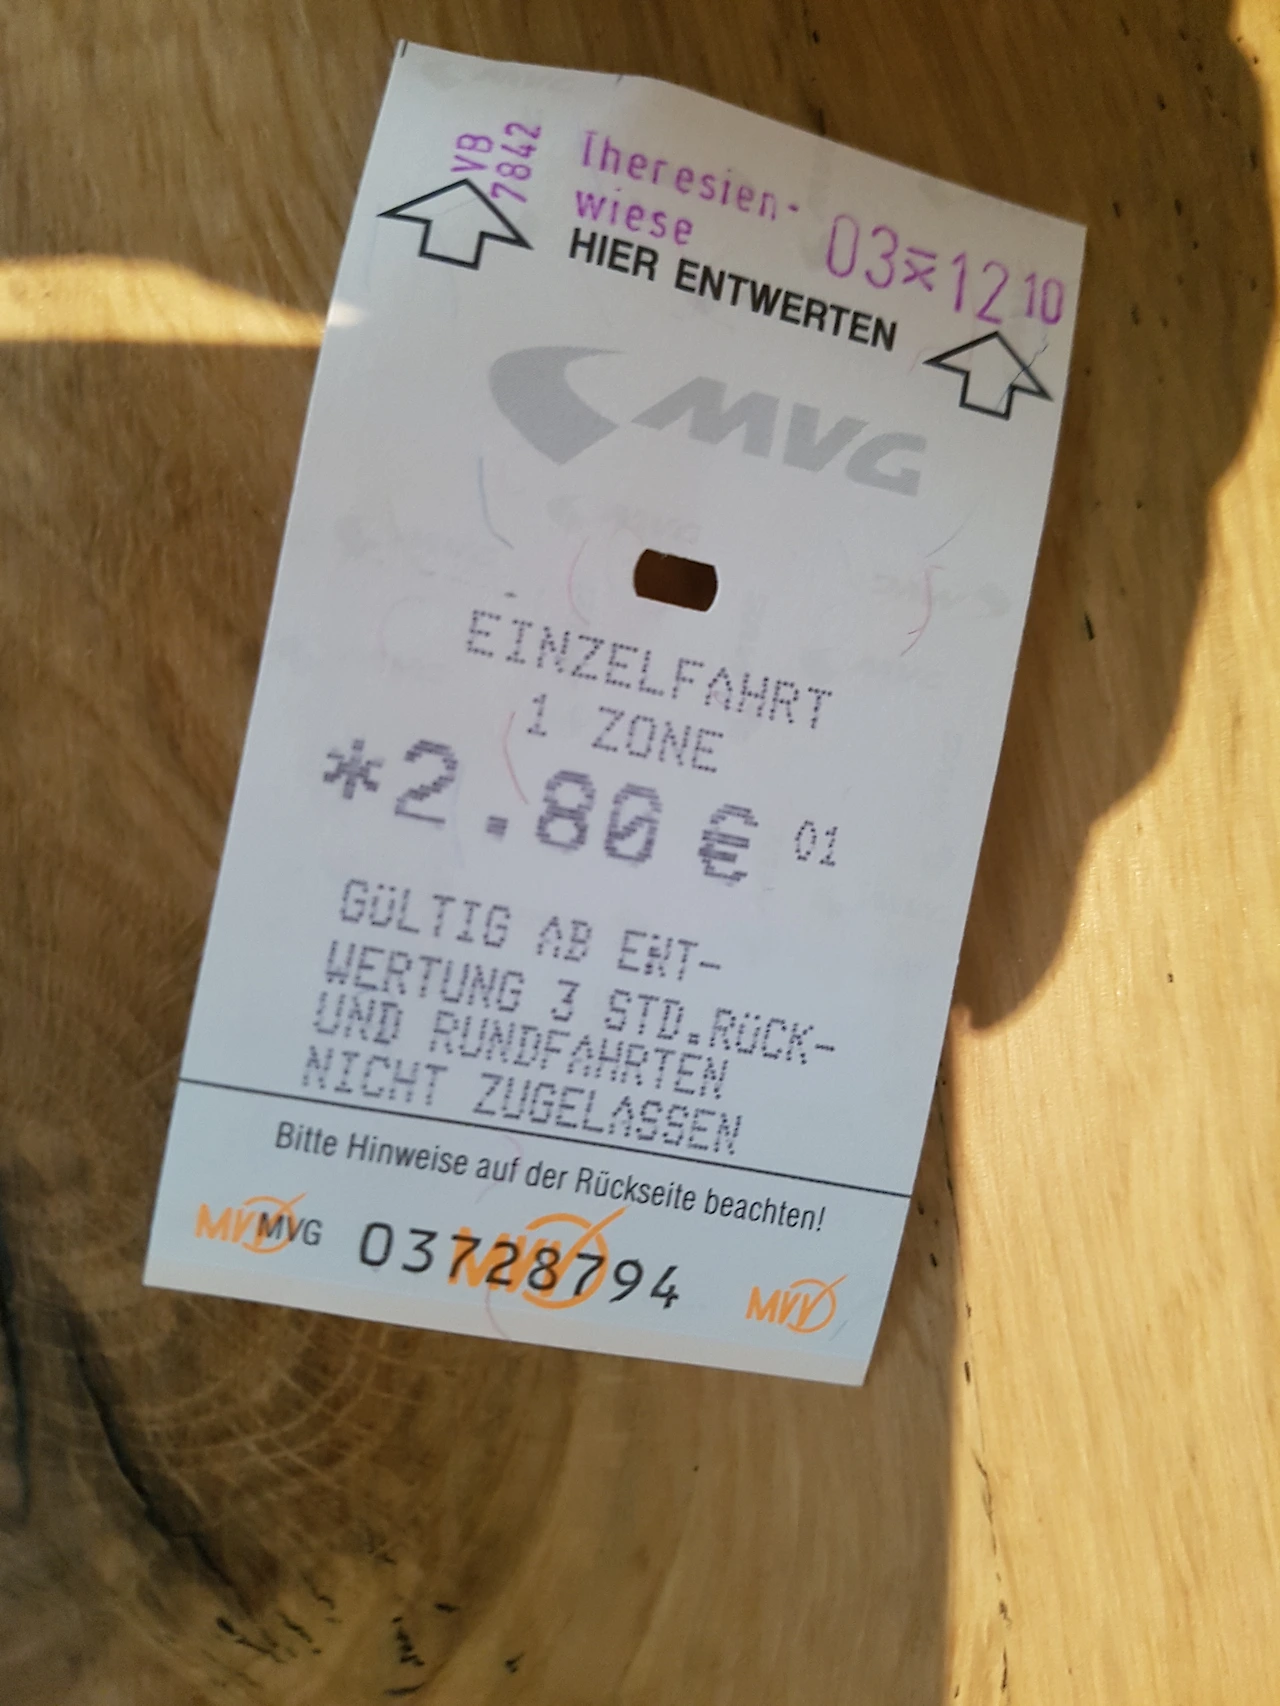 VB
7842
Theresien-
wiese
03 X̅ 12 10
HIER ENTWERTEN
MVG
EINZELFAHRT
1 ZONE
*2.80 € 01
GÜLTIG AB ENT-
WERTUNG 3 STD.RÜCK-
UND RUNDFAHRTEN
NICHT ZUGELASSEN
Bitte Hinweise auf der Rückseite beachten!
MVV MVG 03728794 MVV MVV